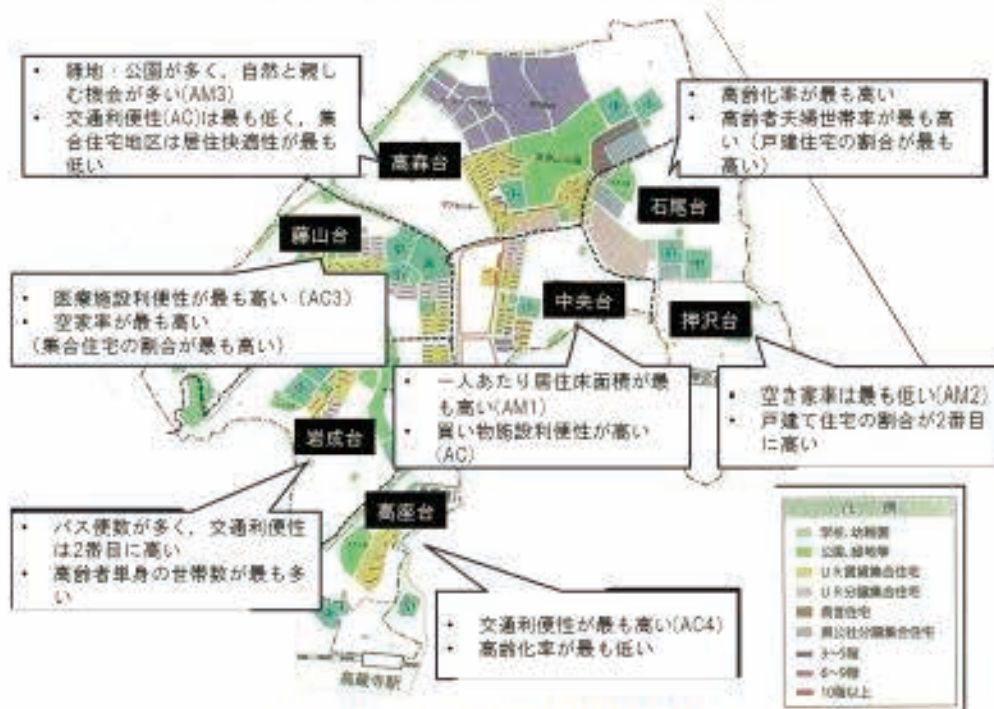 • 緑地・公園が多く，自然と親し
む機会が多い(AM3)
• 交通利便性(AC)は最も低く，集
合住宅地区は居住快適性が最も
低い
• 高齢化率が最も高い
• 高齢者夫婦世帯率が最も高
い（戸建住宅の割合が最も
高い）
高森台
石尾台
藤山台
• 医療施設利便性が最も高い（AC3）
• 空家率が最も高い
（集合住宅の割合が最も高い）
中央台
押沢台
• 一人あたり居住床面積が最
も高い(AM1)
• 買い物施設利便性が高い
(AC)
• 空き家率は最も低い(AM2)
• 戸建て住宅の割合が2番目
に高い
岩成台
高座台
• バス便数が多く，交通利便性
は2番目に高い
• 高齢者単身の世帯数が最も多
い
• 交通利便性が最も高い(AC4)
• 高齢化率が最も低い
高蔵寺駅
学校、幼稚園
公園、緑地等
UR賃貸集合住宅
UR分譲集合住宅
県営住宅
県公社分譲集合住宅
3～5階
6～9階
10階以上